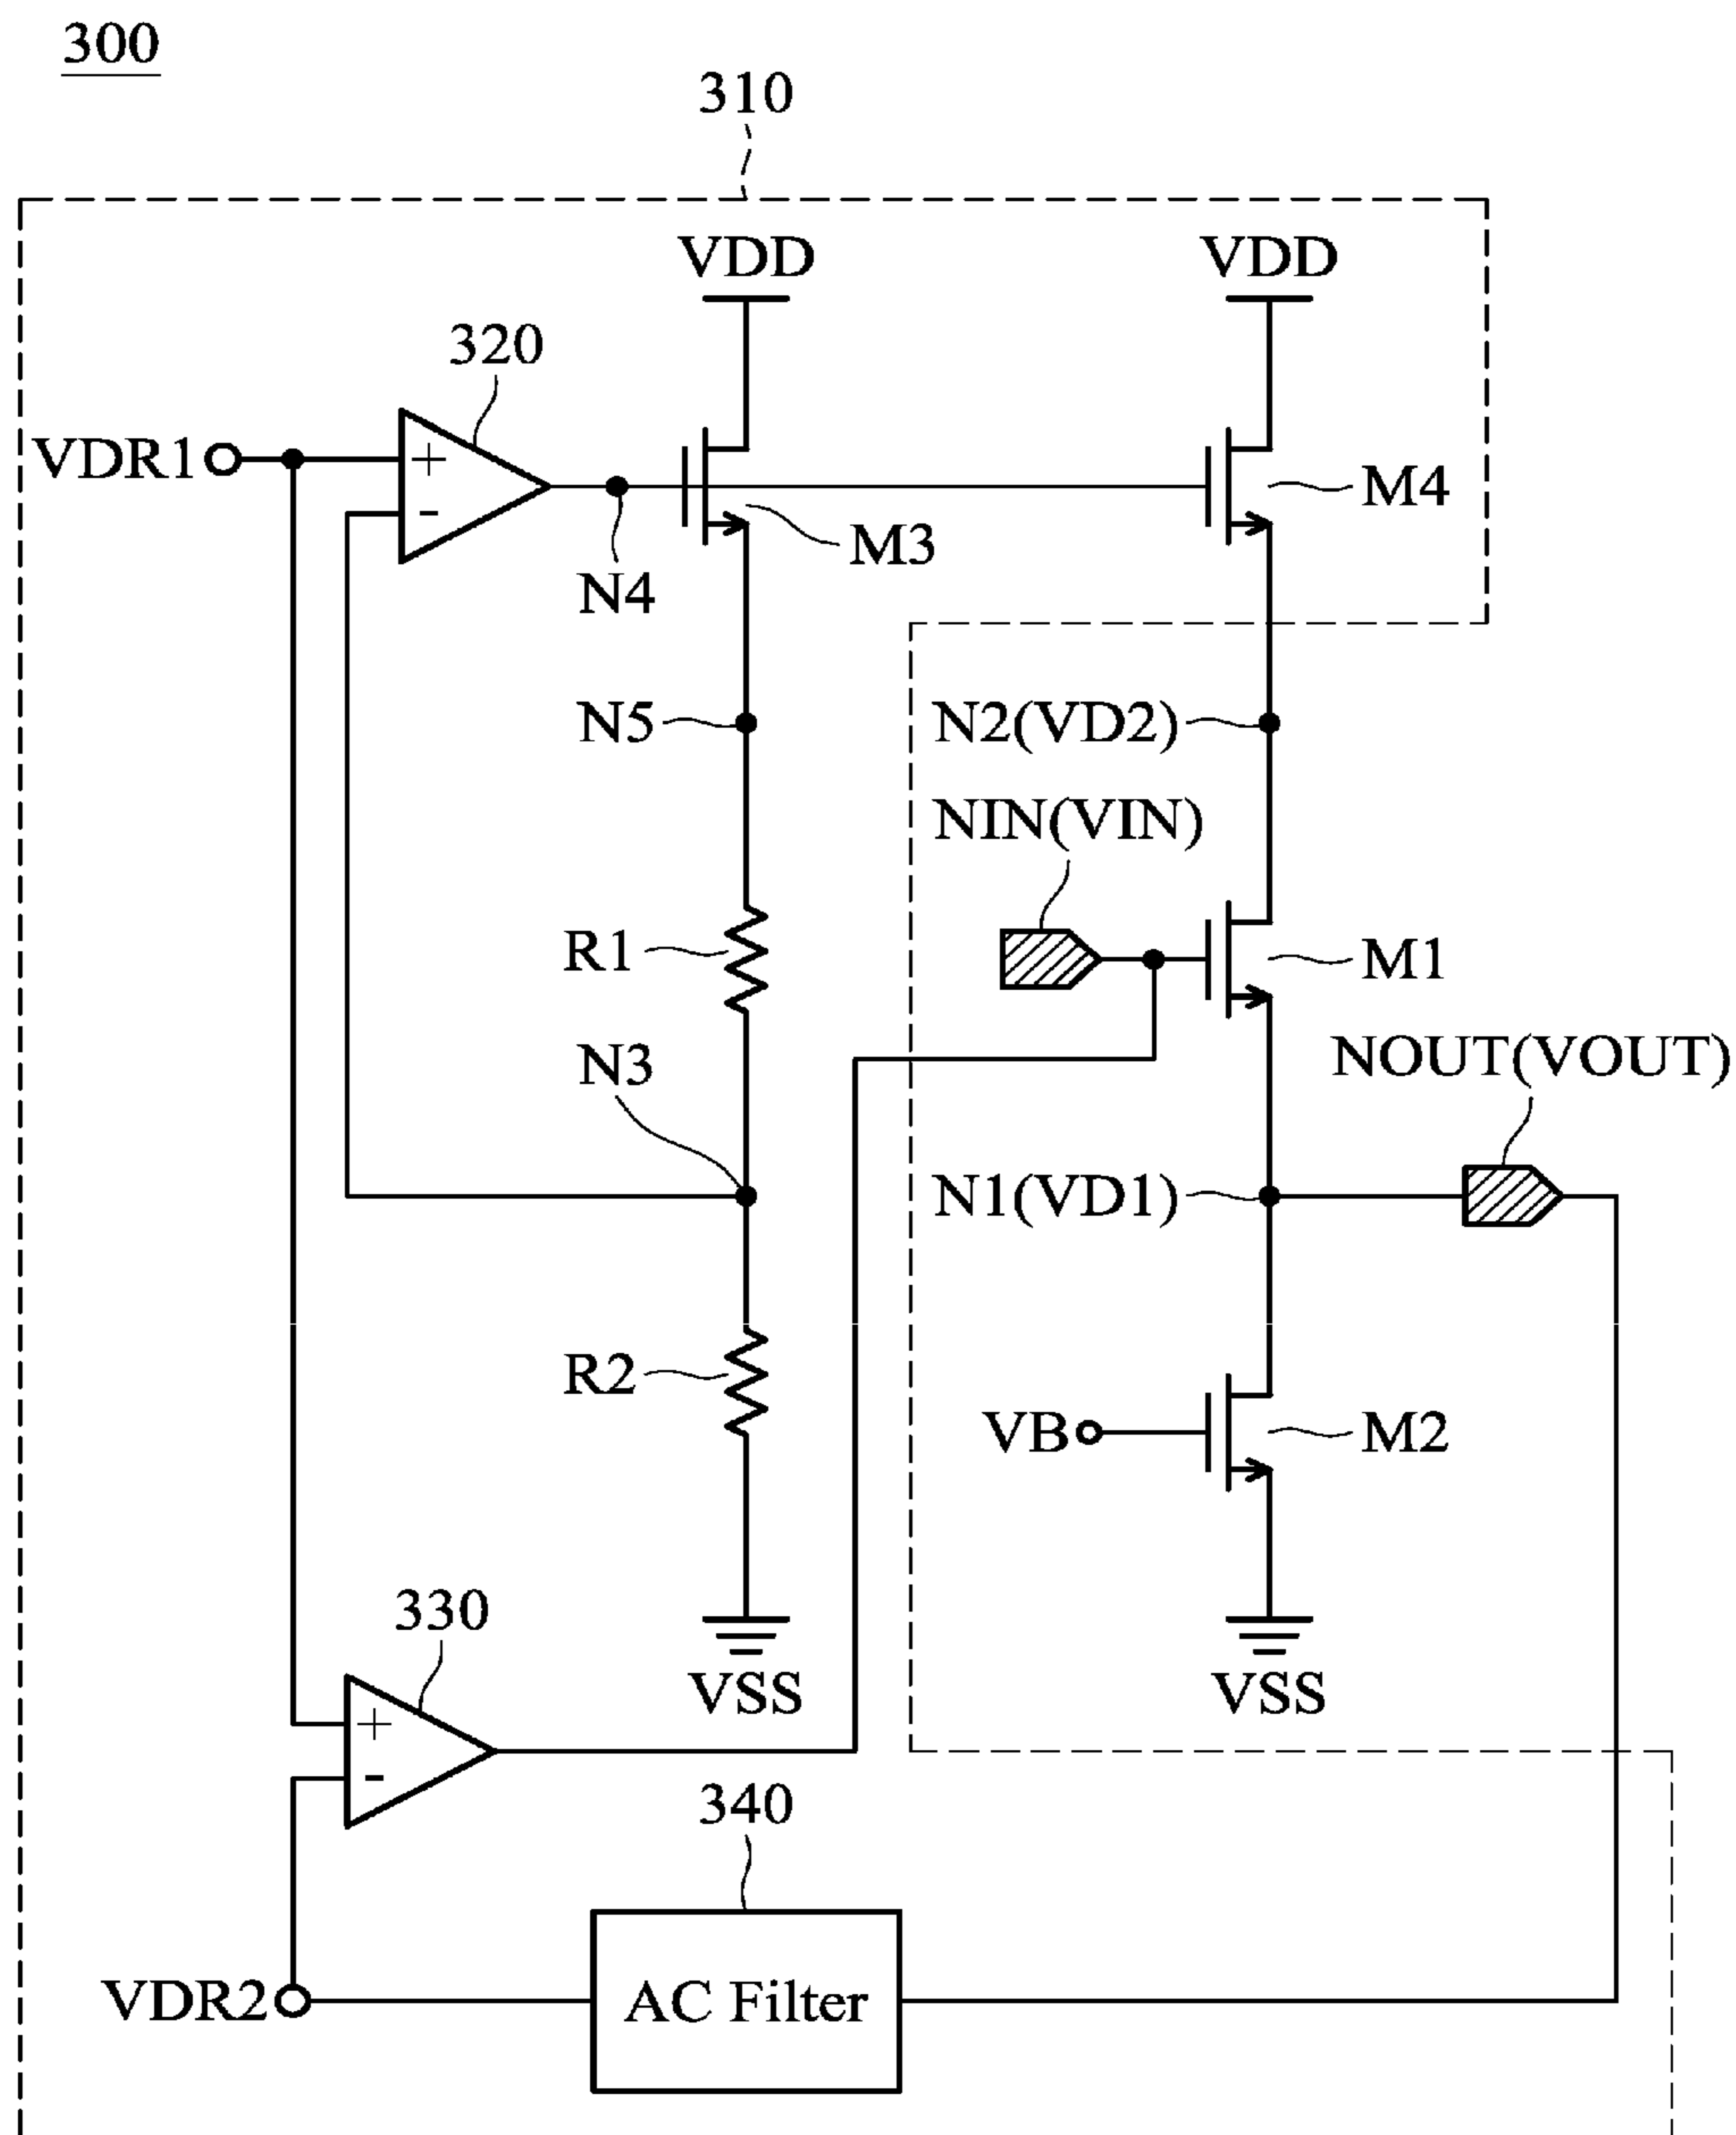 300
310
VDD
VDD
320
VDR1
+
-
M4
M3
N4
N5
N2(VD2)
NIN(VIN)
R1
M1
N3
NOUT(VOUT)
N1(VD1)
R2
VB
M2
330
VSS
VSS
+
-
340
VDR2
AC Filter